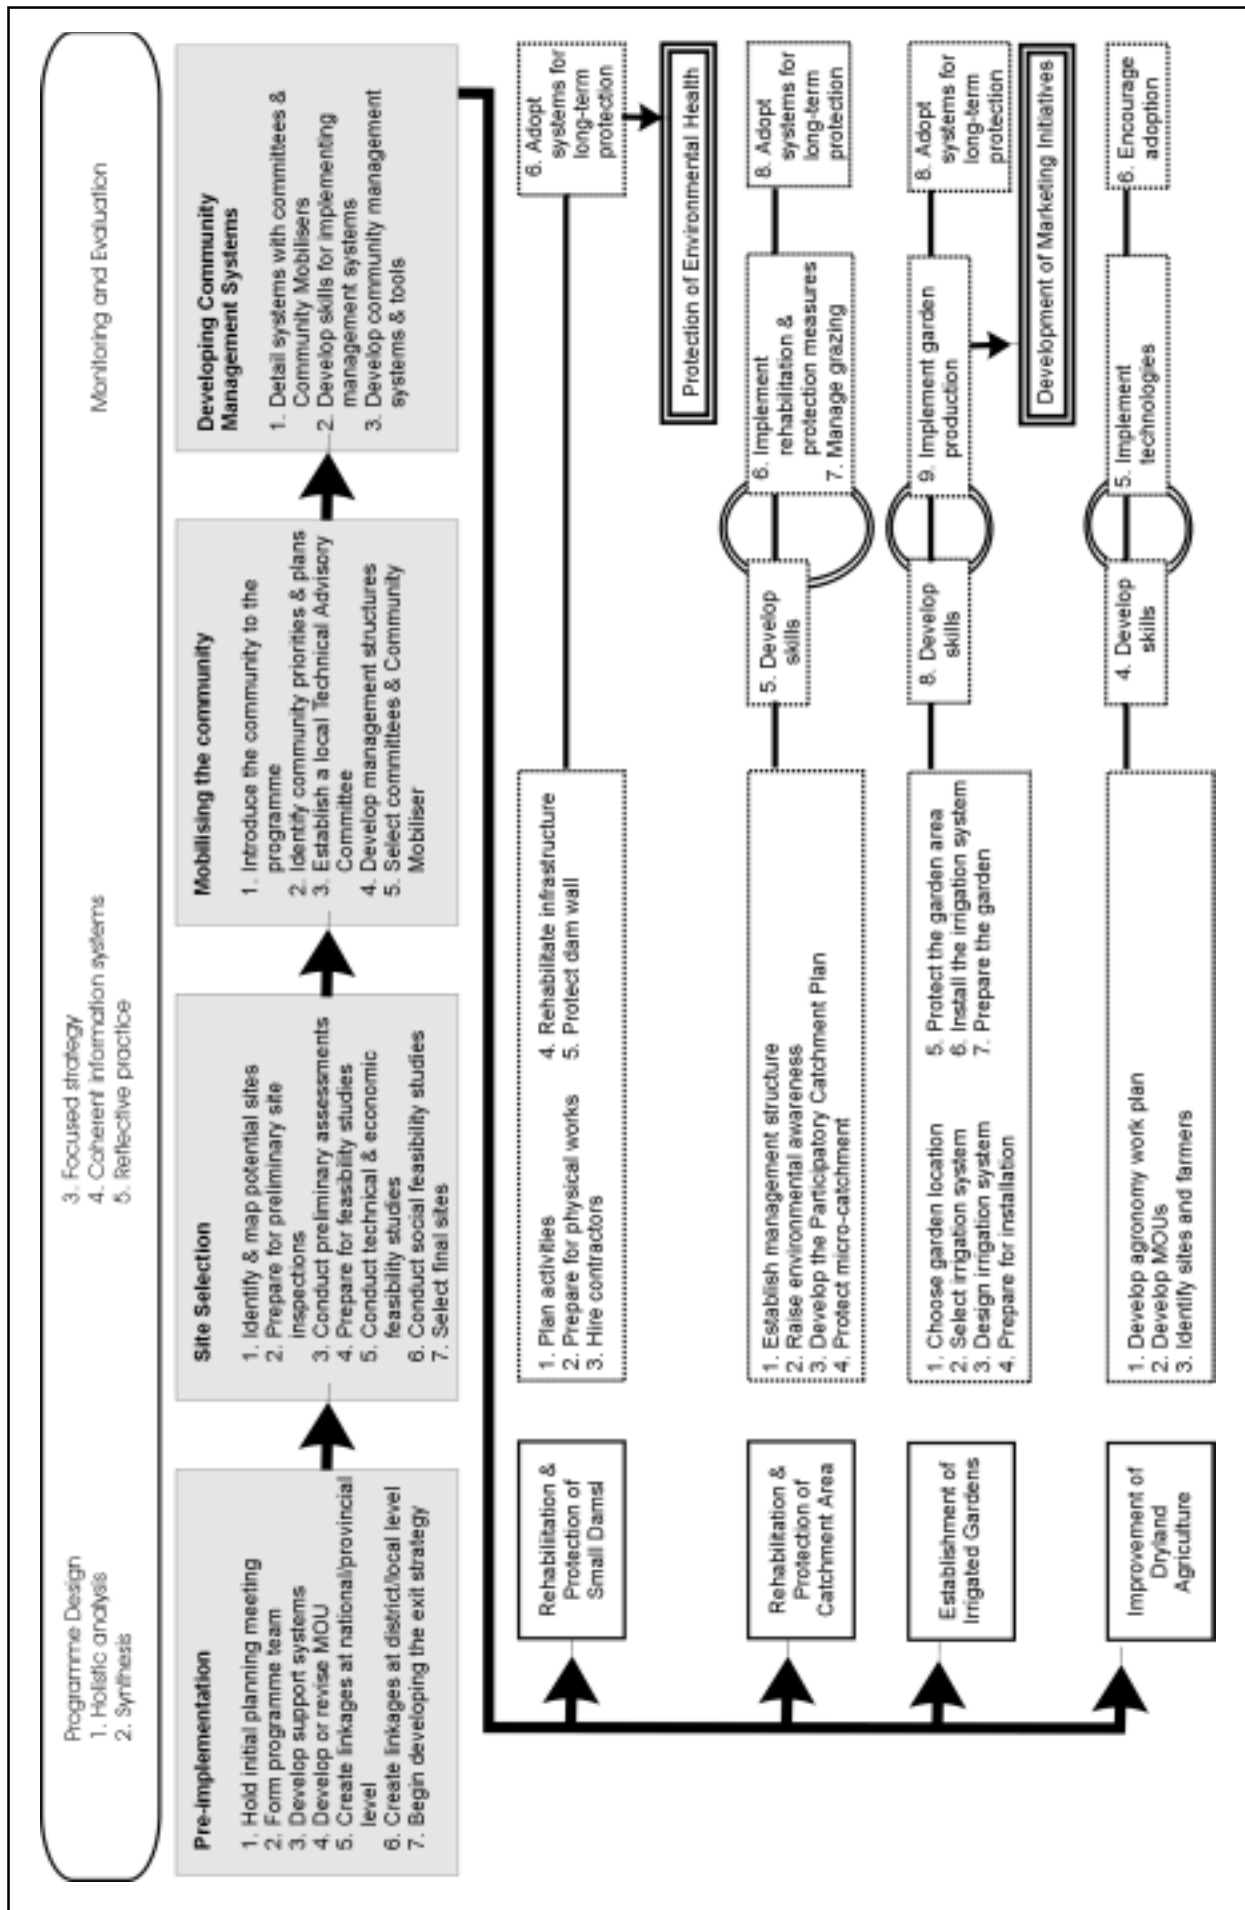 Programme Design
1. Holistic analysis
2. Synthesis
3. Focused strategy
4. Coherent information systems
5. Reflective practice
Monitoring and Evaluation
Pre-implementation
1. Hold initial planning meeting
2. Form programme team
3. Develop support systems
4. Develop or revise MOU
5. Create linkages at national/provincial
level
6. Create linkages at district/local level
7. Begin developing the exit strategy
Site Selection
1. Identify & map potential sites
2. Prepare for preliminary site
inspections
3. Conduct preliminary assessments
4. Prepare for feasibility studies
5. Conduct technical & economic
feasibility studies
6. Conduct social feasibility studies
7. Select final sites
Mobilising the community
1. Introduce the community to the
programme
2. Identify community priorities & plans
3. Establish a local Technical Advisory
Committee
4. Develop management structures
5. Select committees & Community
Mobiliser
Developing Community
Management Systems
1. Detail systems with committees &
Community Mobilisers
2. Develop skills for implementing
management systems
3. Develop community management
systems & tools
Rehabiliitation &
Protection of
Small Damsl
1. Plan activities
2. Prepare for physical works
3. Hire contractors
4. Rehabilitate infrastructure
5. Protect dam wall
6. Adopt
systems for
long-term
protection
Protection of Environmental Health
Rehabilitation &
Protection of
Catchment Area
1. Establish management structure
2. Raise environmental awareness
3. Develop the Participatory Catchment Plan
4. Protect micro-catchment
5. Develop
skills
6. Implement
rehabilitation &
protection measures
7. Manage grazing
8. Adopt
systems for
long-term
protection
Establishment of
Irrigated Gardens
1. Choose garden location
2. Select irrigation system
3. Design irrigation system
4. Prepare for installation
5. Protect the garden area
6. Install the irrigation system
7. Prepare the garden
8. Develop
skills
9. Implement garden
production
8. Adopt
systems for
long-term
protection
Development of Marketing Initiatives
Improvement of
Dryland
Agriculture
1. Develop agronomy work plan
2. Develop MOUs
3. Identify sites and farmers
4. Develop
skills
5. Implement
technologies
6. Encourage
adoption